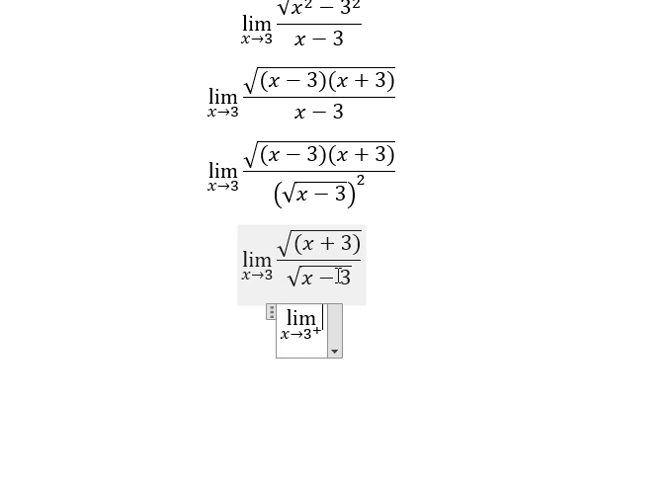 lim x→3 √x² − 3² / x − 3
lim x→3 √(x − 3)(x + 3) / x − 3
lim x→3 √(x − 3)(x + 3) / (√x − 3)²
lim x→3 √(x + 3) / √x − 3
lim x→3⁺